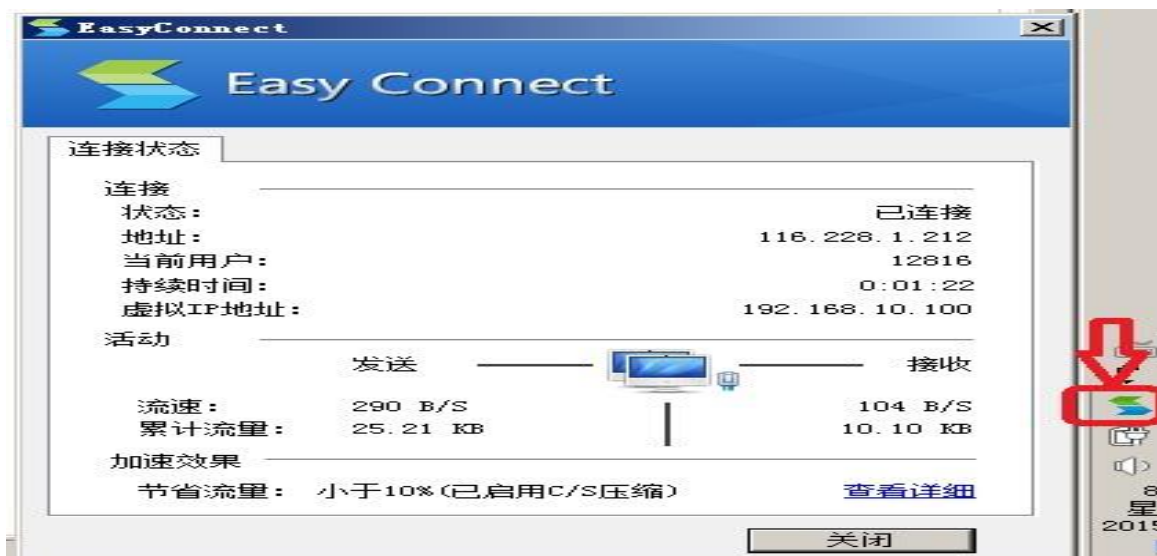 EasyConnect
Easy Connect
连接状态
连接
状态： 已连接
地址： 116.228.1.212
当前用户： 12816
持续时间： 0:01:22
虚拟IP地址： 192.168.10.100
活动
发送 接收
流速： 290 B/S 104 B/S
累计流量： 25.21 KB 10.10 KB
加速效果
节省流量： 小于10%(已启用C/S压缩) 查看详细
关闭
8
星
2015